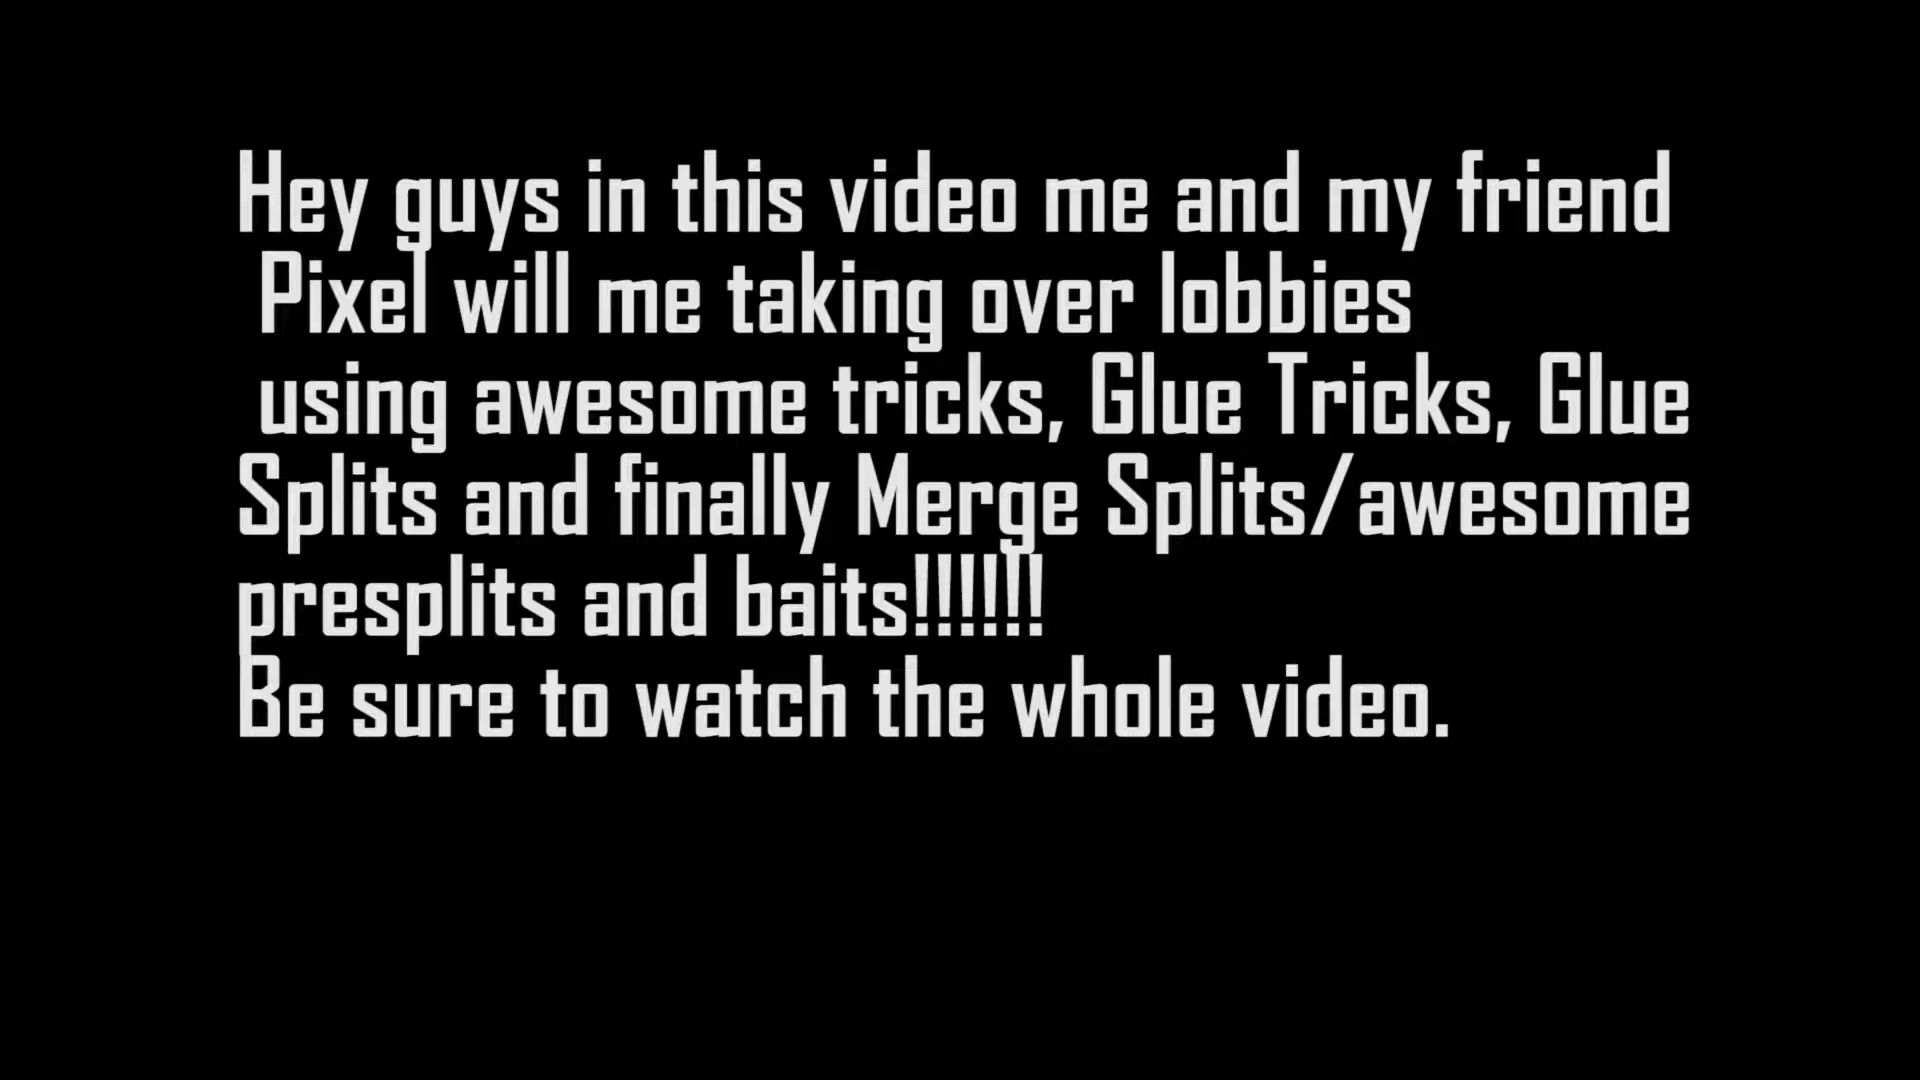 Hey guys in this video me and my friend
Pixel will me taking over lobbies
using awesome tricks, Glue Tricks, Glue
Splits and finally Merge Splits/awesome
presplits and baits!!!!!!
Be sure to watch the whole video.